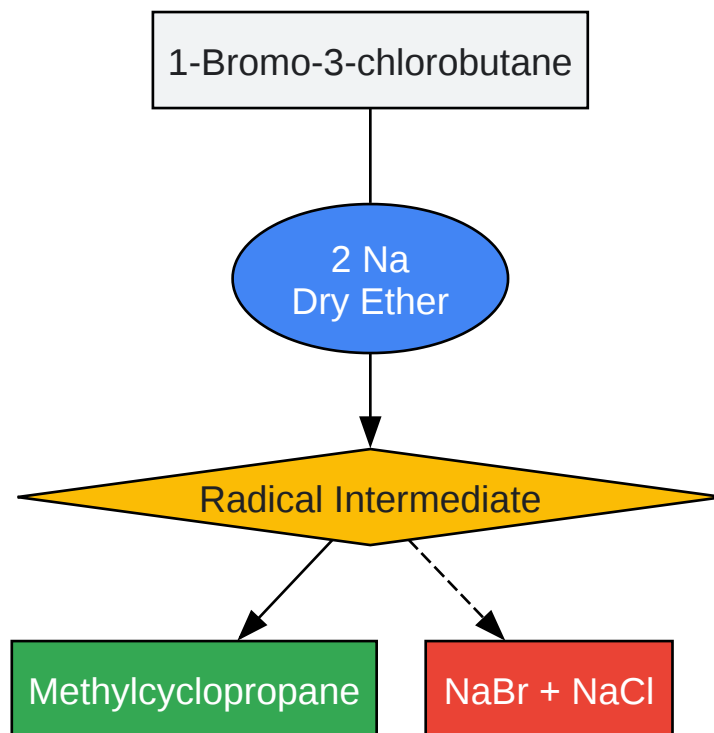 1-Bromo-3-chlorobutane
2 Na
Dry Ether
Radical Intermediate
Methylcyclopropane
NaBr + NaCl